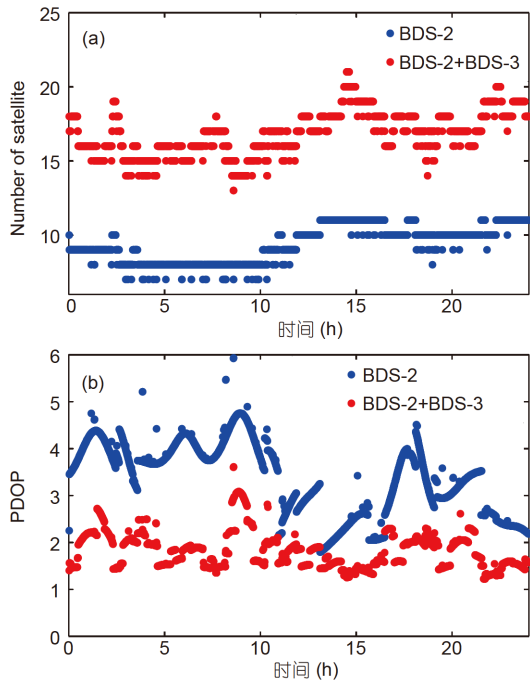 25
20
15
10
Number of satellite
(a)
BDS-2
BDS-2+BDS-3
0
5
10
15
20
时间 (h)
6
5
4
3
2
1
0
PDOP
(b)
BDS-2
BDS-2+BDS-3
0
5
10
15
20
时间 (h)